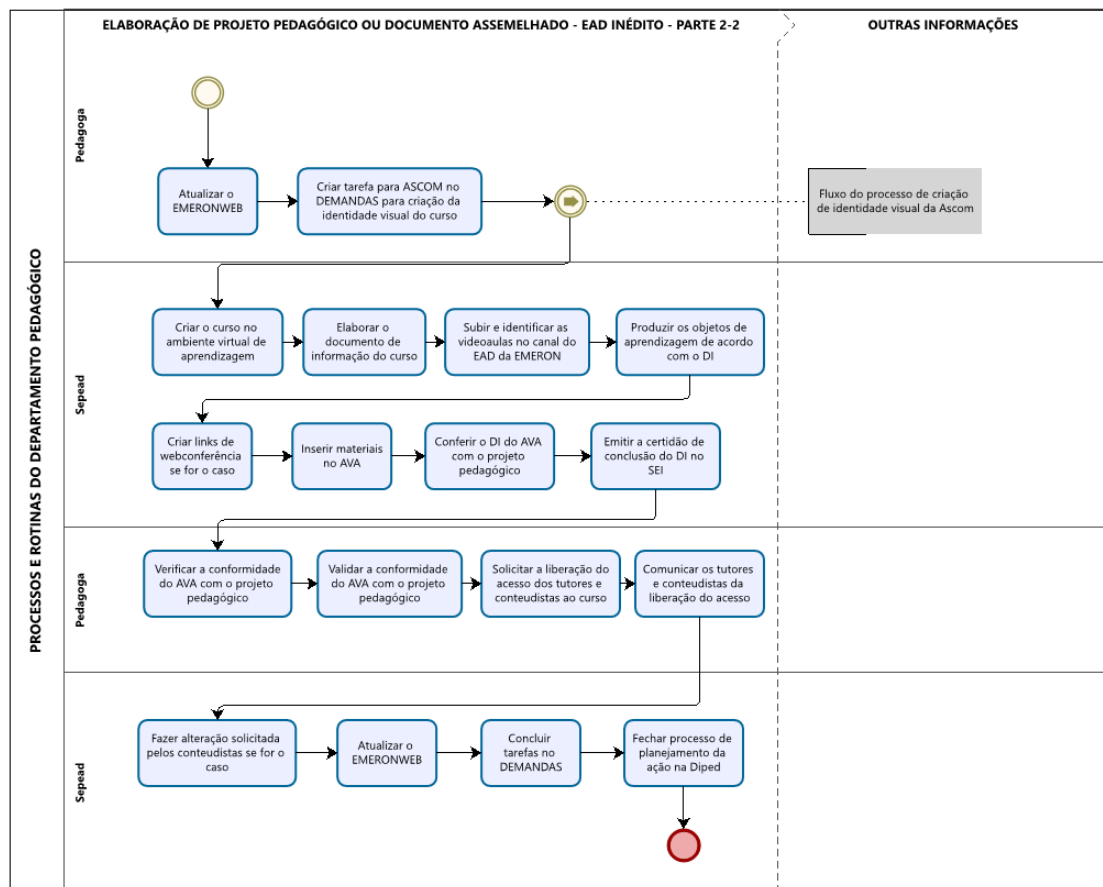 ELABORAÇÃO DE PROJETO PEDAGÓGICO OU DOCUMENTO ASSEMELHADO - EAD INÉDITO - PARTE 2-2
OUTRAS INFORMAÇÕES
PROCESSOS E ROTINAS DO DEPARTAMENTO PEDAGÓGICO
Pedagoga
Atualizar o
EMERONWEB
Criar tarefa para ASCOM no
DEMANDAS para criação da
identidade visual do curso
Fluxo do processo de criação
de identidade visual da Ascom
Sepead
Criar o curso no
ambiente virtual de
aprendizagem
Elaborar o
documento de
informação do curso
Subir e identificar as
videoaulas no canal do
EAD da EMERON
Produzir os objetos de
aprendizagem de acordo
com o DI
Criar links de
webconferência
se for o caso
Inserir materiais
no AVA
Conferir o DI do AVA
com o projeto
pedagógico
Emitir a certidão de
conclusão do DI no
SEI
Pedagoga
Verificar a conformidade
do AVA com o projeto
pedagógico
Validar a conformidade
do AVA com o projeto
pedagógico
Solicitar a liberação do
acesso dos tutores e
conteudistas ao curso
Comunicar os tutores
e conteudistas da
liberação do acesso
Sepead
Fazer alteração solicitada
pelos conteudistas se for o
caso
Atualizar o
EMERONWEB
Concluir
tarefas no
DEMANDAS
Fechar processo de
planejamento da
ação na Diped